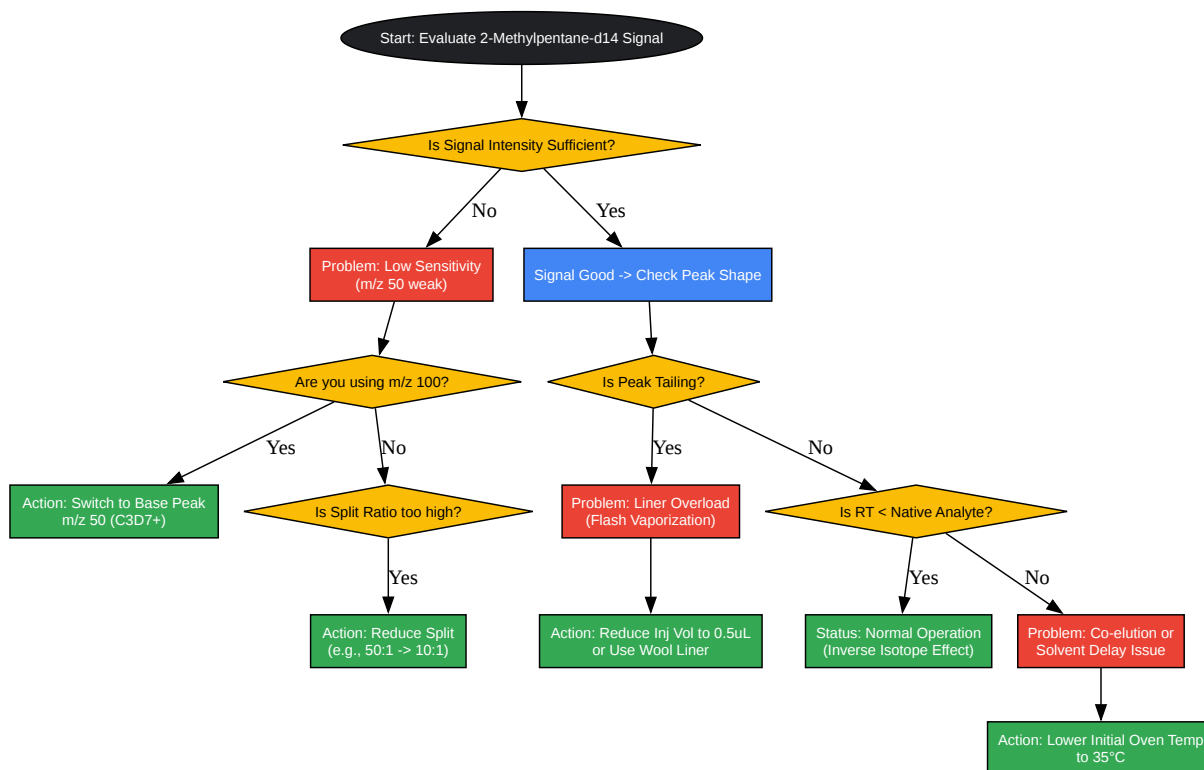 Start: Evaluate 2-Methylpentane-d14 Signal
Is Signal Intensity Sufficient?
No
Yes
Problem: Low Sensitivity
(m/z 50 weak)
Signal Good -> Check Peak Shape
Are you using m/z 100?
Is Peak Tailing?
Yes
No
Yes
No
Action: Switch to Base Peak
m/z 50 (C3D7+)
Is Split Ratio too high?
Problem: Liner Overload
(Flash Vaporization)
Is RT < Native Analyte?
Yes
Yes
No
Action: Reduce Split
(e.g., 50:1 -> 10:1)
Action: Reduce Inj Vol to 0.5uL
or Use Wool Liner
Status: Normal Operation
(Inverse Isotope Effect)
Problem: Co-elution or
Solvent Delay Issue
Action: Lower Initial Oven Temp
to 35°C